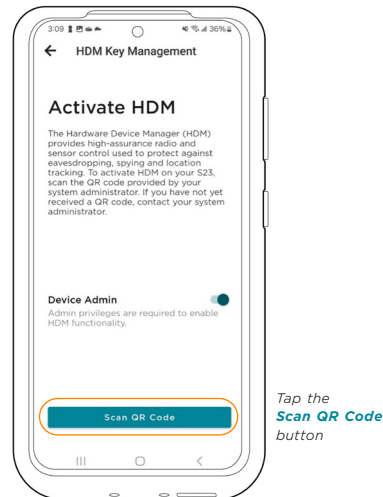 3:09
36%
HDM Key Management
Activate HDM
The Hardware Device Manager (HDM)
provides high-assurance radio and
sensor control used to protect against
eavesdropping, spying and location
tracking. To activate HDM on your S23,
scan the QR code provided by your
system administrator. If you have not yet
received a QR code, contact your system
administrator.
Device Admin
Admin privileges are required to enable
HDM functionality.
Scan QR Code
Tap the
Scan QR Code
button